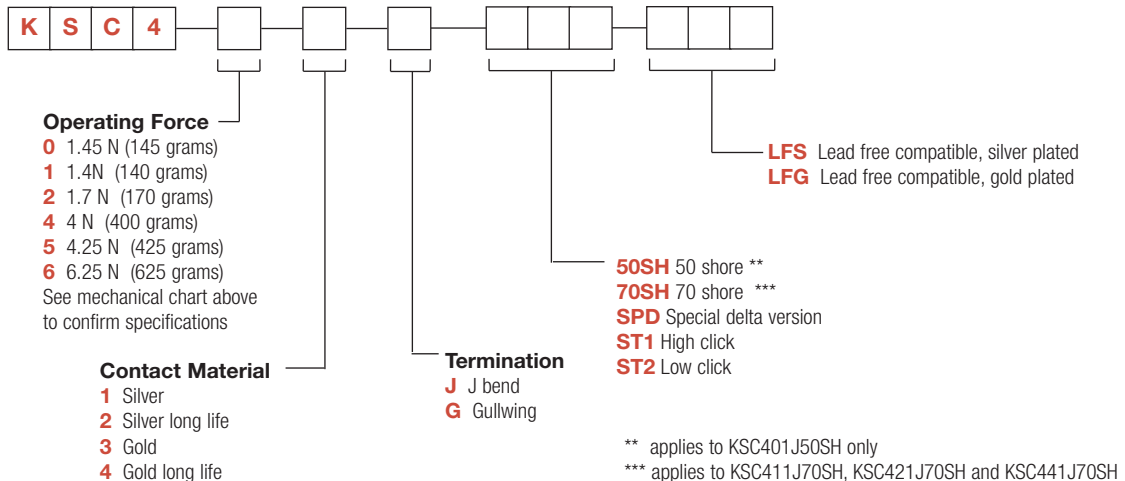 K S C 4
Operating Force
0 1.45 N (145 grams)
1 1.4N (140 grams)
2 1.7 N (170 grams)
4 4 N (400 grams)
5 4.25 N (425 grams)
6 6.25 N (625 grams)
See mechanical chart above
to confirm specifications
Contact Material
1 Silver
2 Silver long life
3 Gold
4 Gold long life
Termination
J J bend
G Gullwing
50SH 50 shore **
70SH 70 shore ***
SPD Special delta version
ST1 High click
ST2 Low click
LFS Lead free compatible, silver plated
LFG Lead free compatible, gold plated
** applies to KSC401J50SH only
*** applies to KSC411J70SH, KSC421J70SH and KSC441J70SH